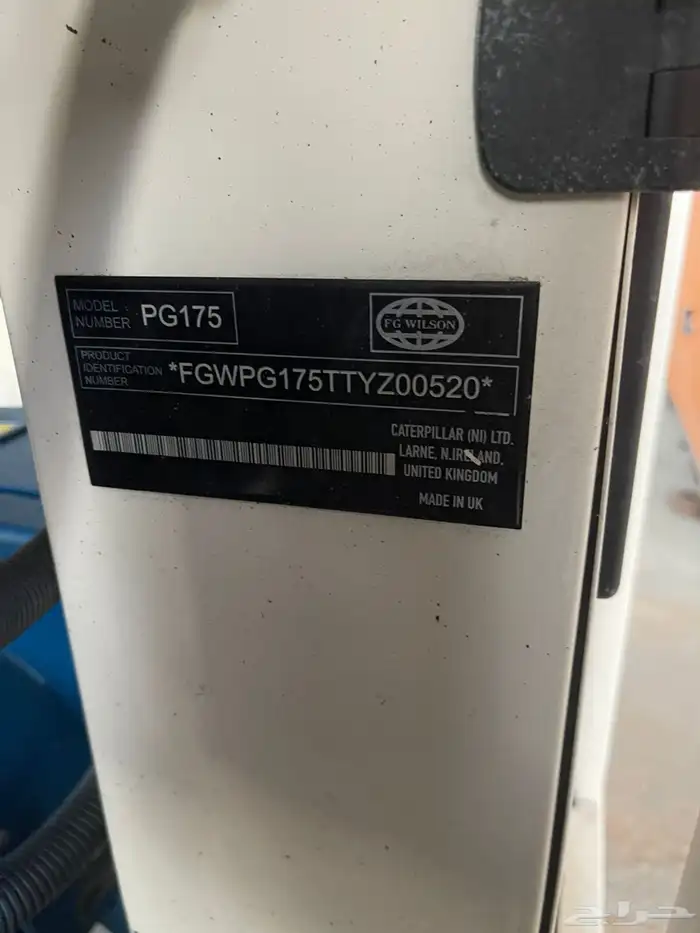 MODEL
NUMBER PG175
FG WILSON
PRODUCT
IDENTIFICATION
NUMBER *FGWPG175TTYZ00520*
CATERPILLAR (NI) LTD.
LARNE, N.IRELAND,
UNITED KINGDOM
MADE IN UK
حراج